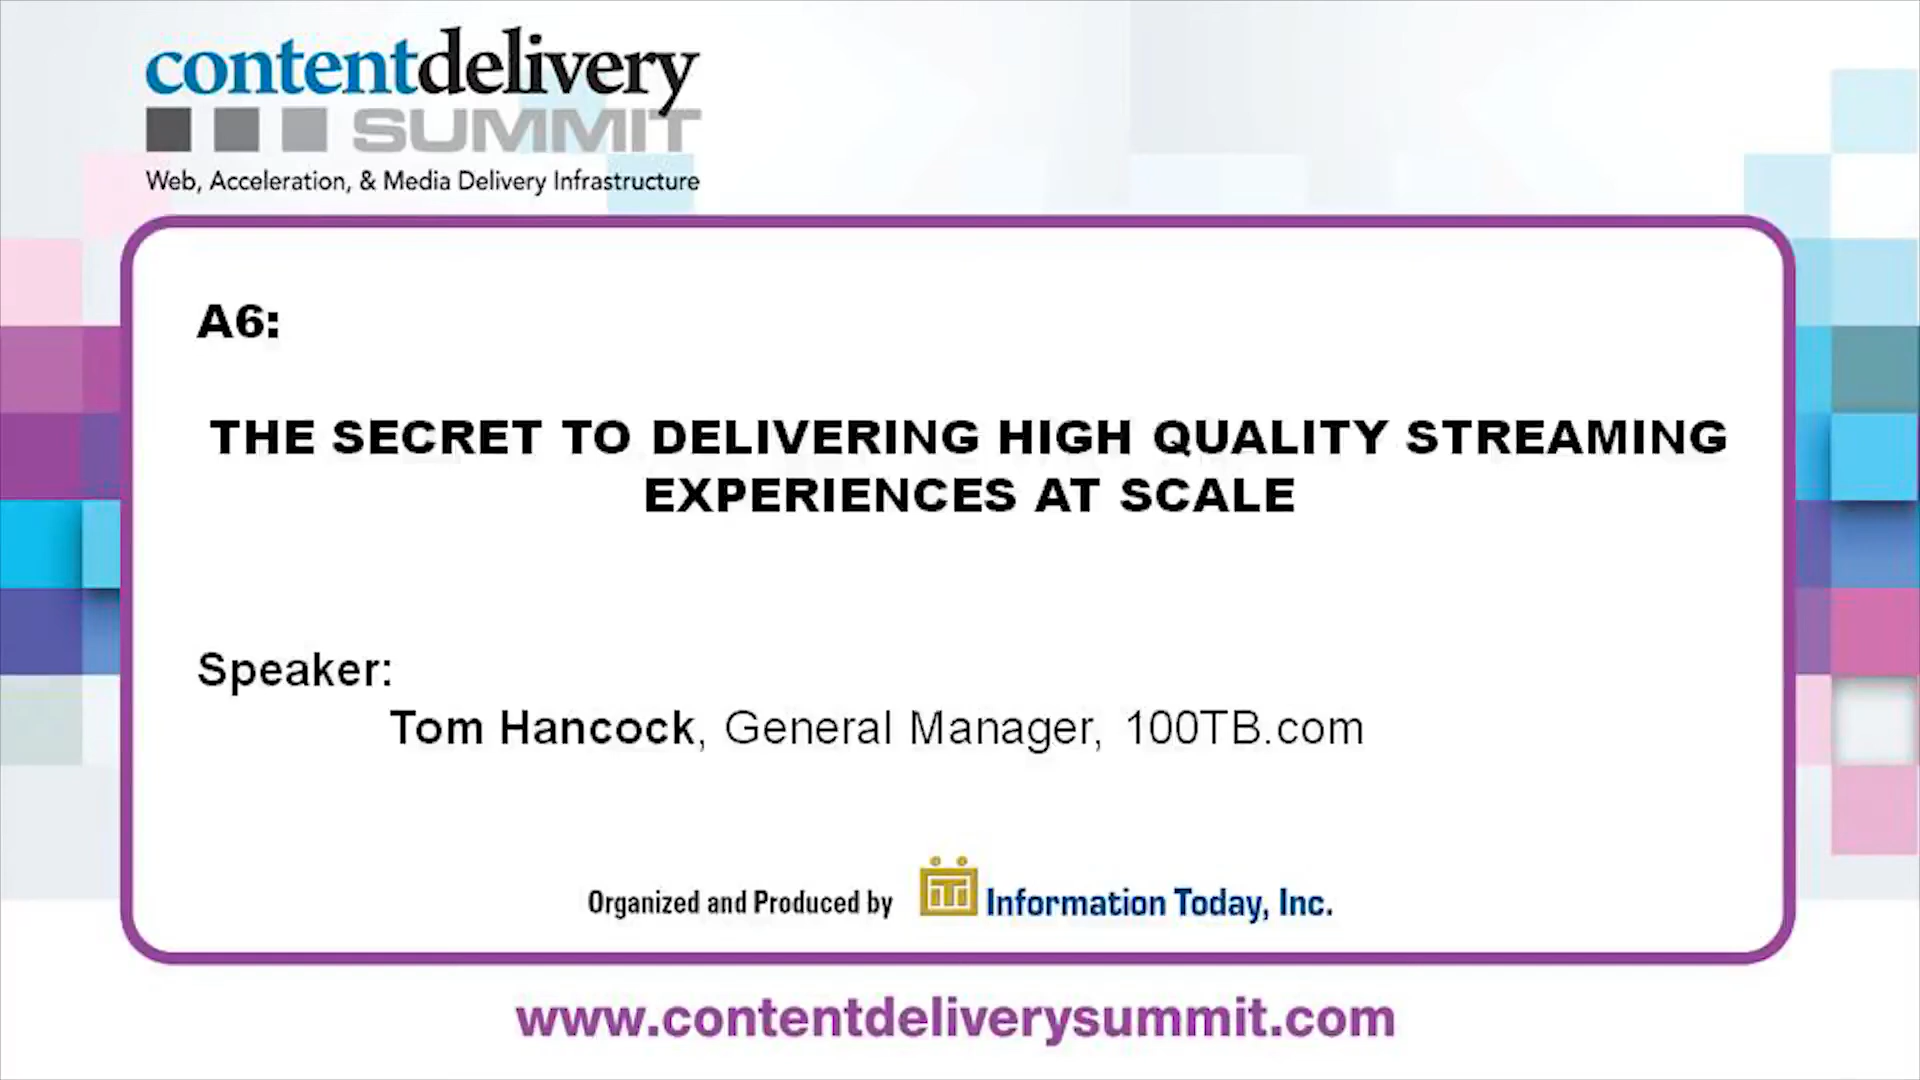 contentdelivery
SUMMIT
Web, Acceleration, & Media Delivery Infrastructure
A6:
THE SECRET TO DELIVERING HIGH QUALITY STREAMING
EXPERIENCES AT SCALE
Speaker:
Tom Hancock, General Manager, 100TB.com
Organized and Produced by iTi Information Today, Inc.
www.contentdeliverysummit.com